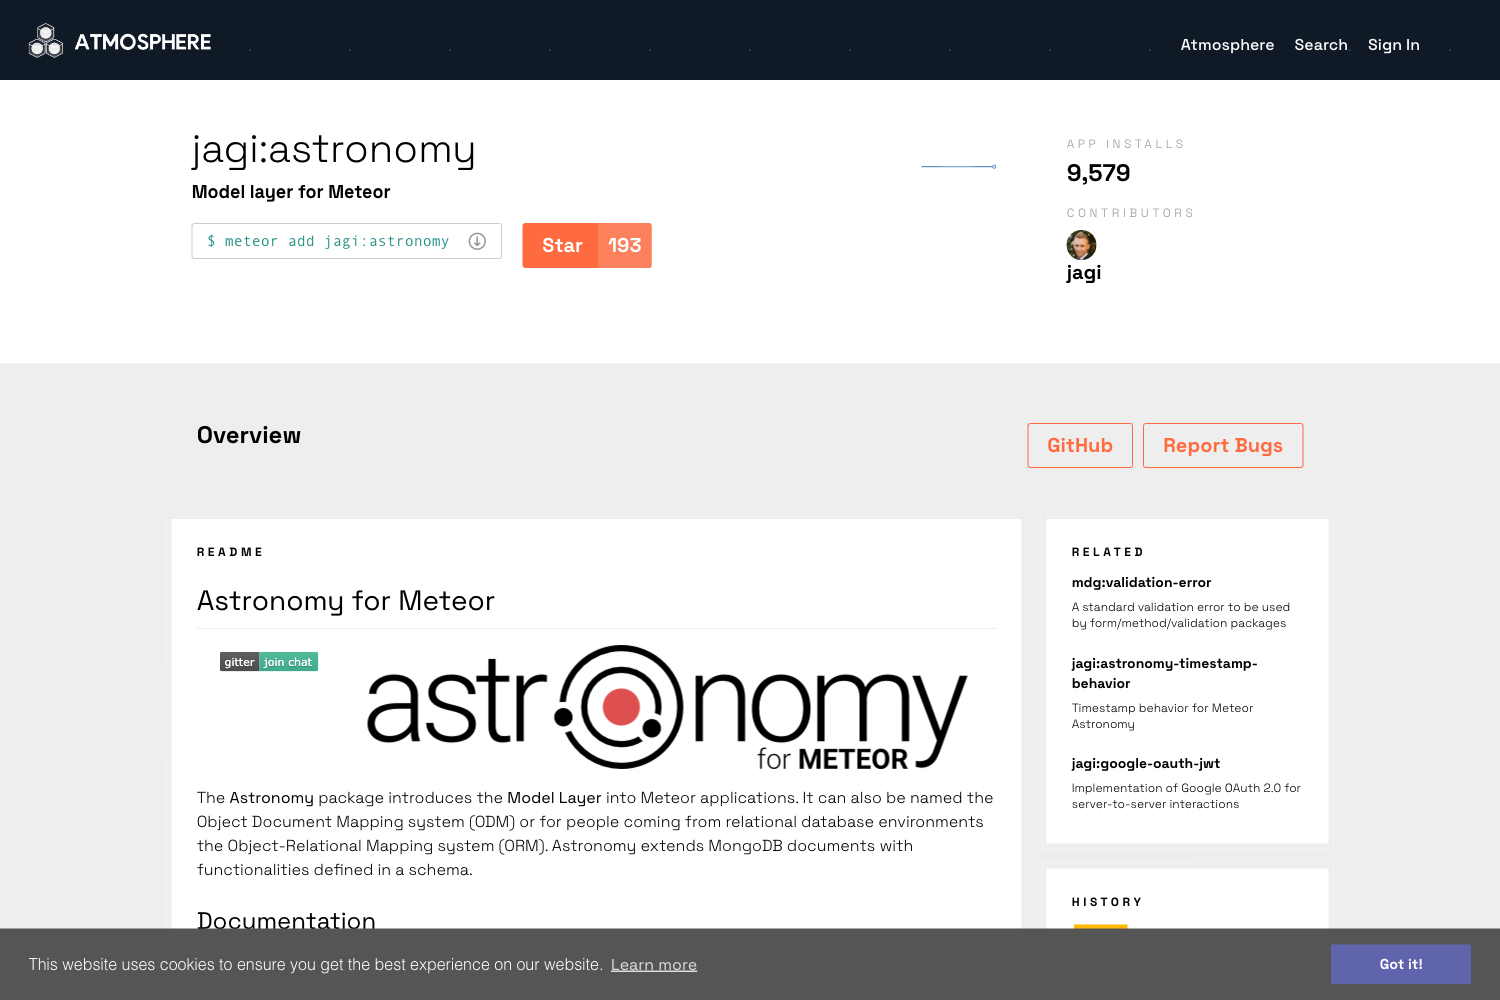 ATMOSPHERE
Atmosphere Search Sign In
jagi:astronomy
Model layer for Meteor
$ meteor add jagi:astronomy
Star 193
APP INSTALLS
9,579
CONTRIBUTORS
jagi
Overview
GitHub Report Bugs
README
Astronomy for Meteor
gitter join chat
astronomy
for METEOR
The Astronomy package introduces the Model Layer into Meteor applications. It can also be named the
Object Document Mapping system (ODM) or for people coming from relational database environments
the Object-Relational Mapping system (ORM). Astronomy extends MongoDB documents with
functionalities defined in a schema.
Documentation
RELATED
mdg:validation-error
A standard validation error to be used
by form/method/validation packages
jagi:astronomy-timestamp-
behavior
Timestamp behavior for Meteor
Astronomy
jagi:google-oauth-jwt
Implementation of Google OAuth 2.0 for
server-to-server interactions
HISTORY
This website uses cookies to ensure you get the best experience on our website. Learn more
Got it!